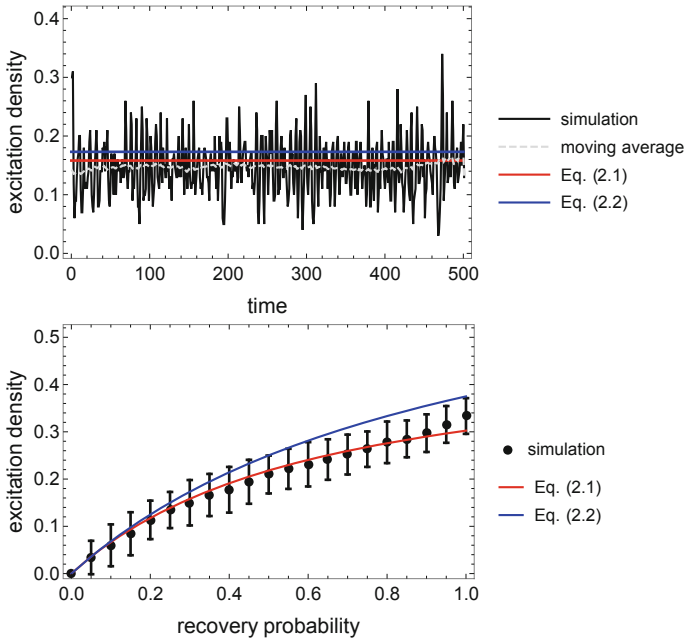 0.4
0.3
0.2
0.1
0.0
excitation density
0 100 200 300 400 500
time
simulation
moving average
Eq. (2.1)
Eq. (2.2)
0.5
0.4
0.3
0.2
0.1
0.0
excitation density
0.0 0.2 0.4 0.6 0.8 1.0
recovery probability
simulation
Eq. (2.1)
Eq. (2.2)